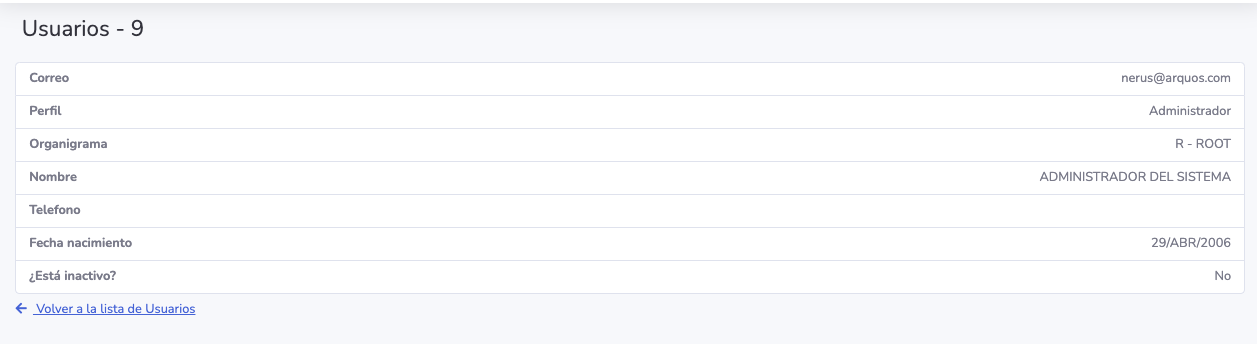 Usuarios - 9
Correo nerus@arquos.com
Perfil Administrador
Organigrama R - ROOT
Nombre ADMINISTRADOR DEL SISTEMA
Telefono
Fecha nacimiento 29/ABR/2006
¿Está inactivo? No
Volver a la lista de Usuarios